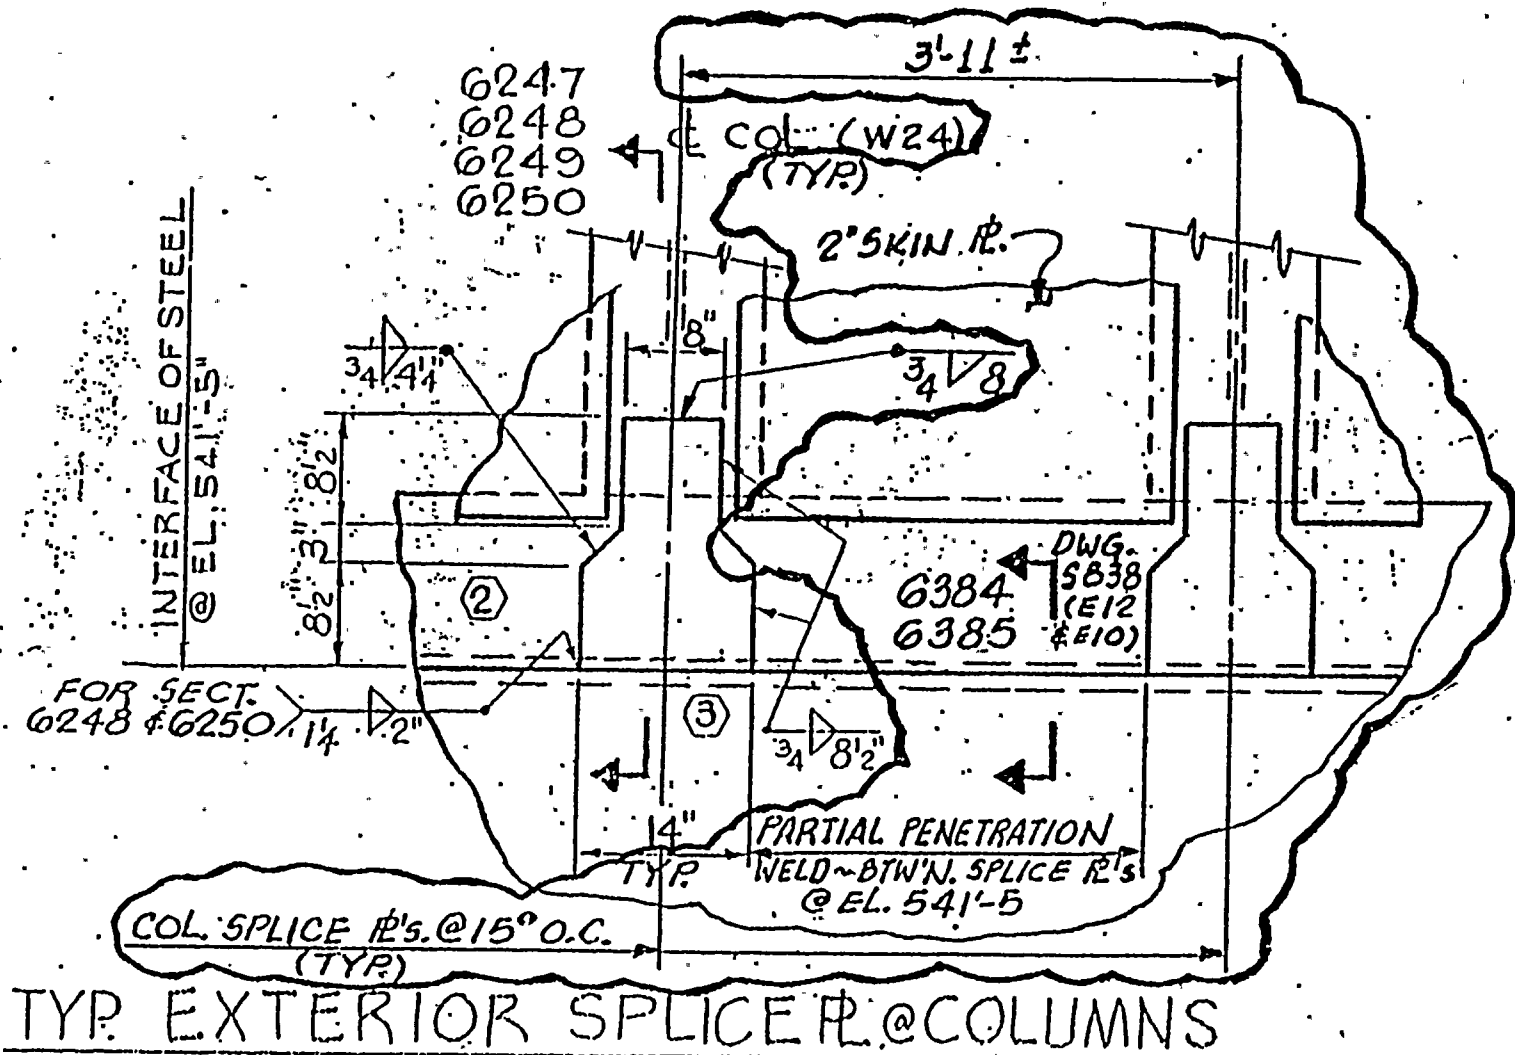 3'-11 ±
6247
6248
6249
6250
℄ COL. (W24)
(TYP.)
2" SKIN ℙL.
INTERFACE OF STEEL
@ EL. 541'-5"
8"
3/4 4 1/4"
3/4 8
8 1/2"
3"
8 1/2"
2
6384
6385
DWG.
S838
(E12
& E10)
FOR SECT.
6248 & 6250
1 1/4 2"
3
3/4 8 1/2"
14"
TYP.
PARTIAL PENETRATION
WELD ~ BTW'N. SPLICE ℙL's
@ EL. 541'-5
COL. SPLICE ℙL's. @ 15° O.C.
(TYP.)
TYP. EXTERIOR SPLICE ℙL. @ COLUMNS